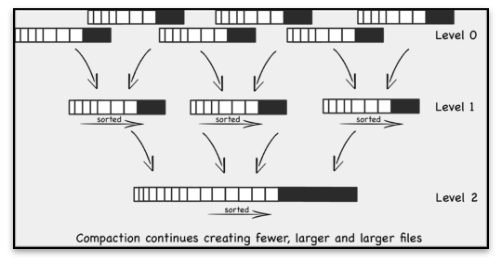 Level 0
Level 1
sorted
sorted
sorted
Level 2
sorted
Compaction continues creating fewer, larger and larger files